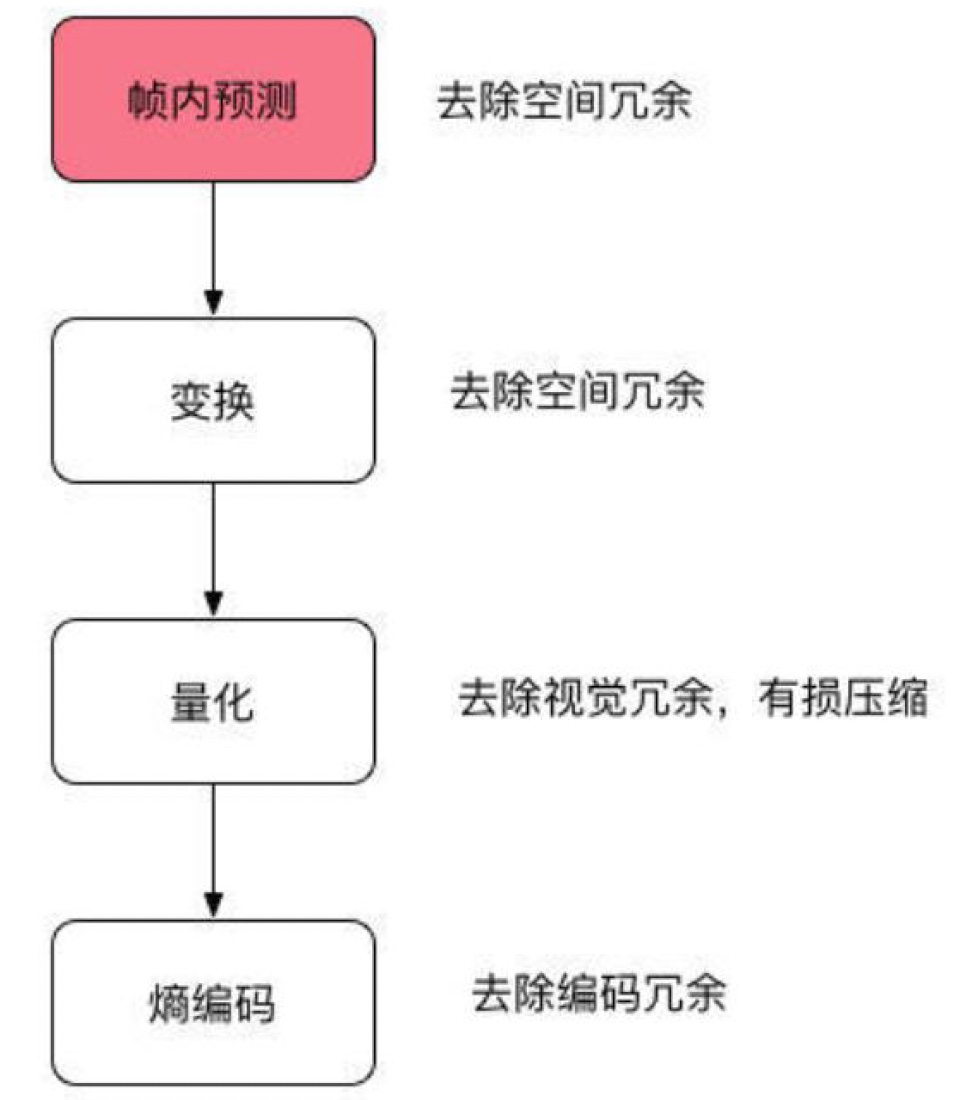 帧内预测 去除空间冗余
变换 去除空间冗余
量化 去除视觉冗余，有损压缩
熵编码 去除编码冗余